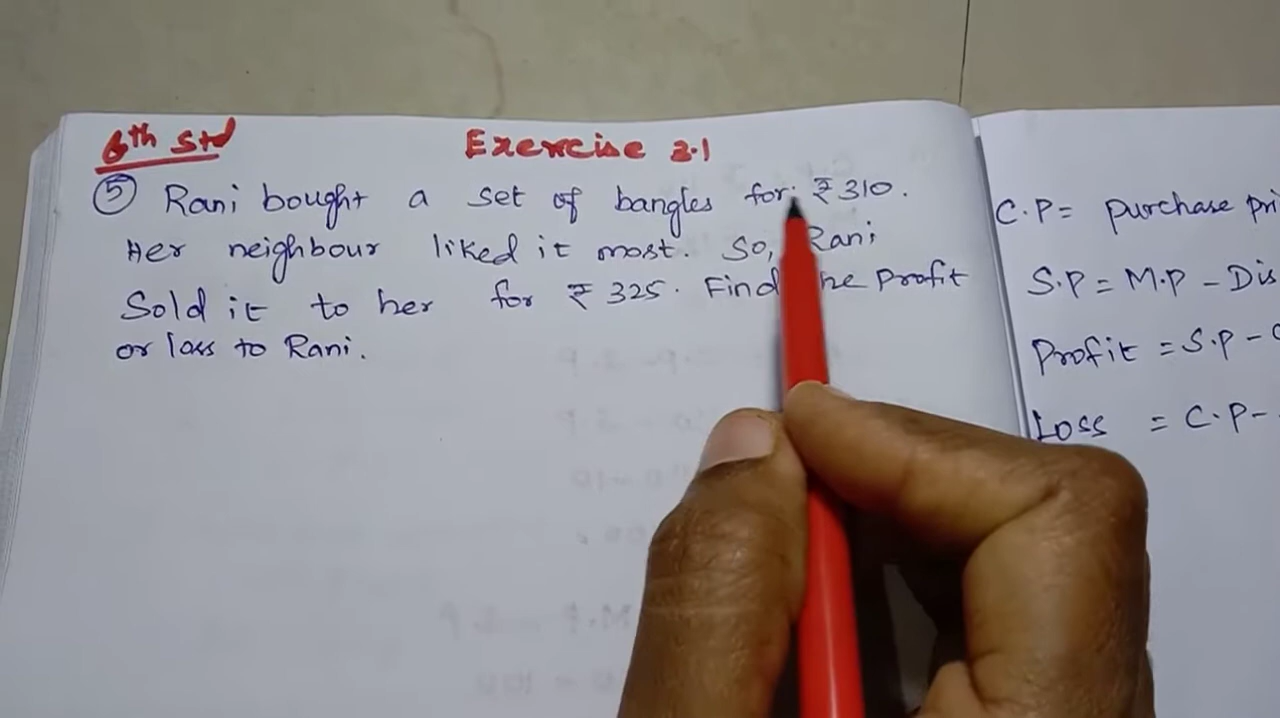 6th Std
Exercise 3.1
⑤ Rani bought a set of bangles for ₹310.
Her neighbour liked it most. So, Rani
Sold it to her for ₹ 325. Find the profit
or loss to Rani.
C.P = purchase pri
S.P = M.P - Dis
Profit = S.P -
Loss = C.P -